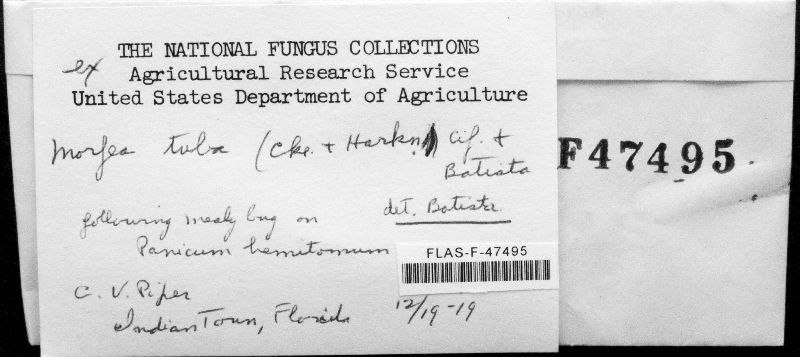 THE NATIONAL FUNGUS COLLECTIONS
ex Agricultural Research Service
United States Department of Agriculture
Morfea tuba (Cke. + Harkn) Cif. +
Batista
following mealy bug on
Panicum hemitomum
det. Batista
FLAS-F-47495
C. V. Piper
Indian Town, Florida
12/19-19
F47495